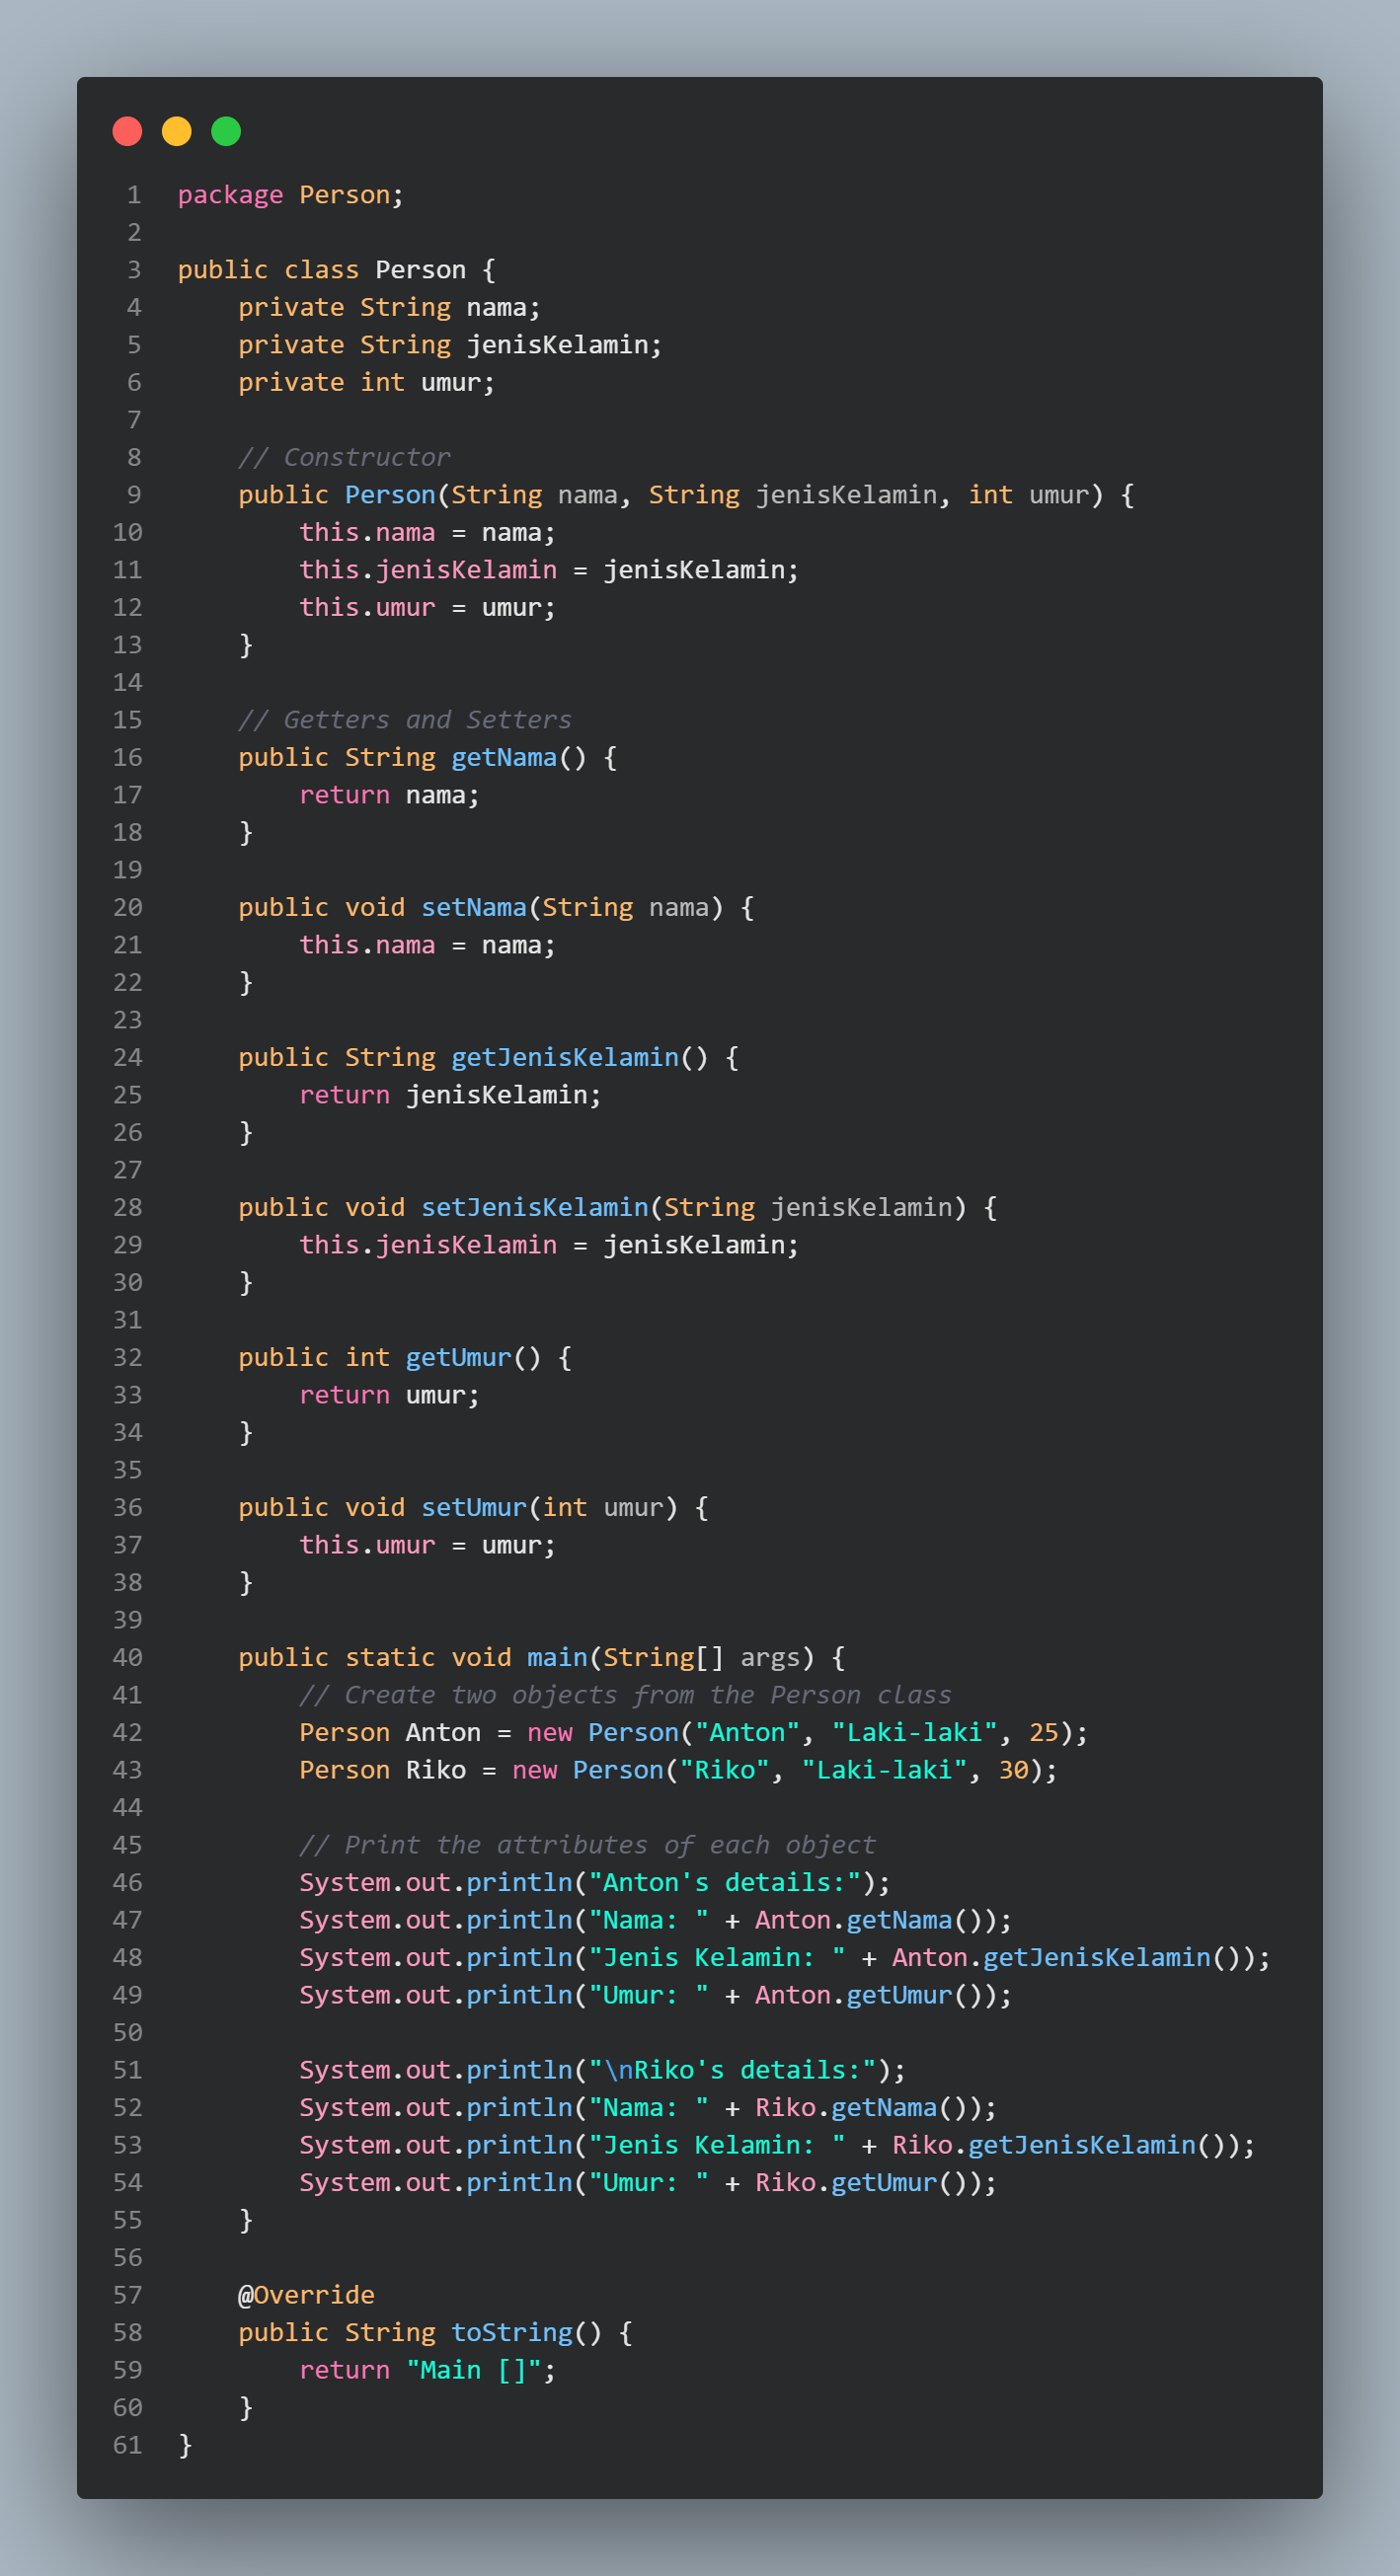 1 package Person;
2
3 public class Person {
4     private String nama;
5     private String jenisKelamin;
6     private int umur;
7
8     // Constructor
9     public Person(String nama, String jenisKelamin, int umur) {
10         this.nama = nama;
11         this.jenisKelamin = jenisKelamin;
12         this.umur = umur;
13     }
14
15     // Getters and Setters
16     public String getNama() {
17         return nama;
18     }
19
20     public void setNama(String nama) {
21         this.nama = nama;
22     }
23
24     public String getJenisKelamin() {
25         return jenisKelamin;
26     }
27
28     public void setJenisKelamin(String jenisKelamin) {
29         this.jenisKelamin = jenisKelamin;
30     }
31
32     public int getUmur() {
33         return umur;
34     }
35
36     public void setUmur(int umur) {
37         this.umur = umur;
38     }
39
40     public static void main(String[] args) {
41         // Create two objects from the Person class
42         Person Anton = new Person("Anton", "Laki-laki", 25);
43         Person Riko = new Person("Riko", "Laki-laki", 30);
44
45         // Print the attributes of each object
46         System.out.println("Anton's details:");
47         System.out.println("Nama: " + Anton.getNama());
48         System.out.println("Jenis Kelamin: " + Anton.getJenisKelamin());
49         System.out.println("Umur: " + Anton.getUmur());
50
51         System.out.println("\nRiko's details:");
52         System.out.println("Nama: " + Riko.getNama());
53         System.out.println("Jenis Kelamin: " + Riko.getJenisKelamin());
54         System.out.println("Umur: " + Riko.getUmur());
55     }
56
57     @Override
58     public String toString() {
59         return "Main []";
60     }
61 }